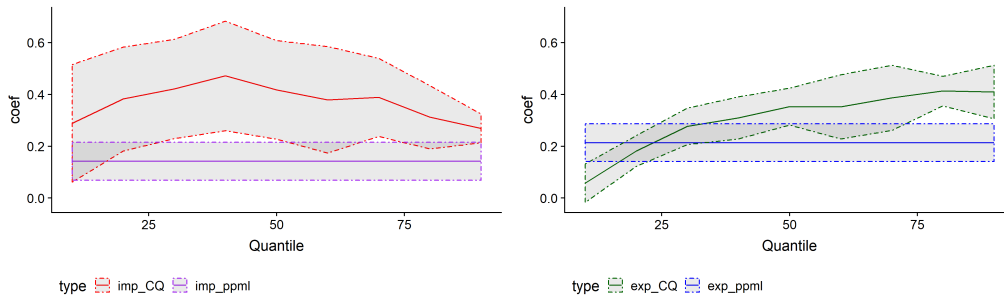 coef
0.6
0.4
0.2
0.0
25 50 75
Quantile
type imp_CQ imp_ppml
coef
0.6
0.4
0.2
0.0
25 50 75
Quantile
type exp_CQ exp_ppml